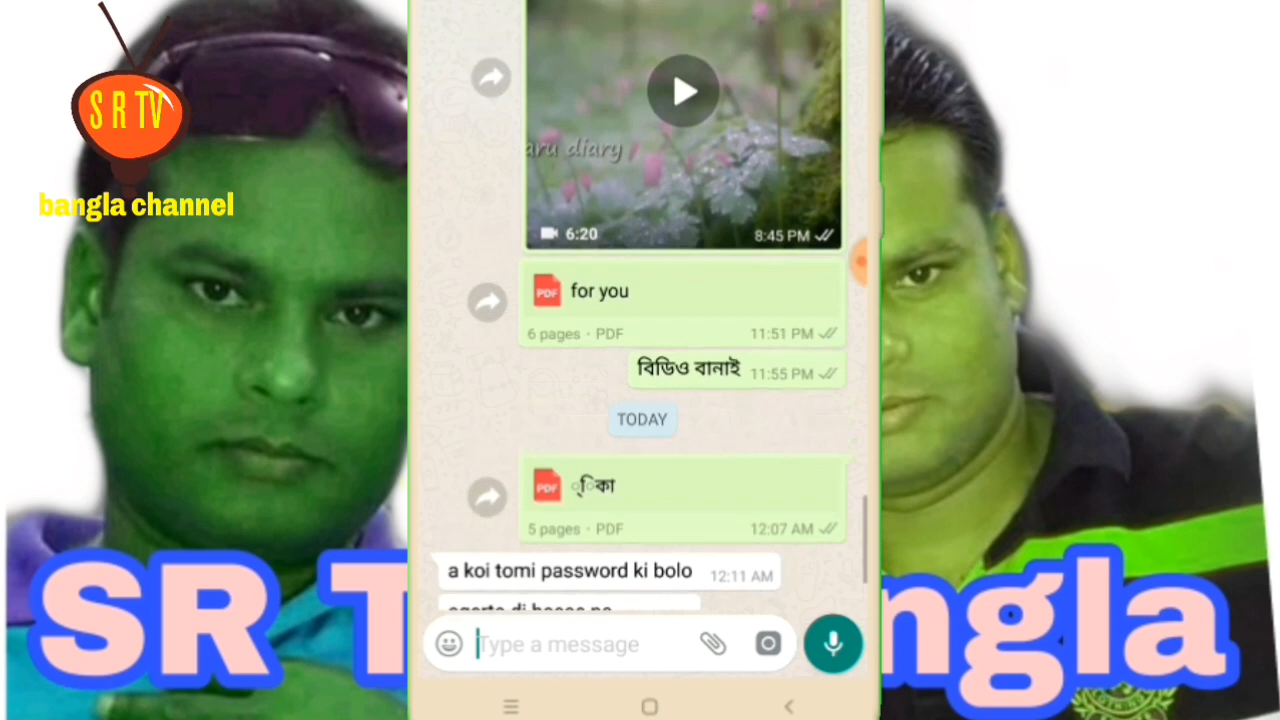 S R TV
bangla channel
aru diary
6:20
8:45 PM
PDF
for you
6 pages · PDF
11:51 PM
বিডিও বানাই
11:55 PM
TODAY
PDF
5 pages · PDF
12:07 AM
a koi tomi password ki bolo
12:11 AM
Type a message
SR T
ngla